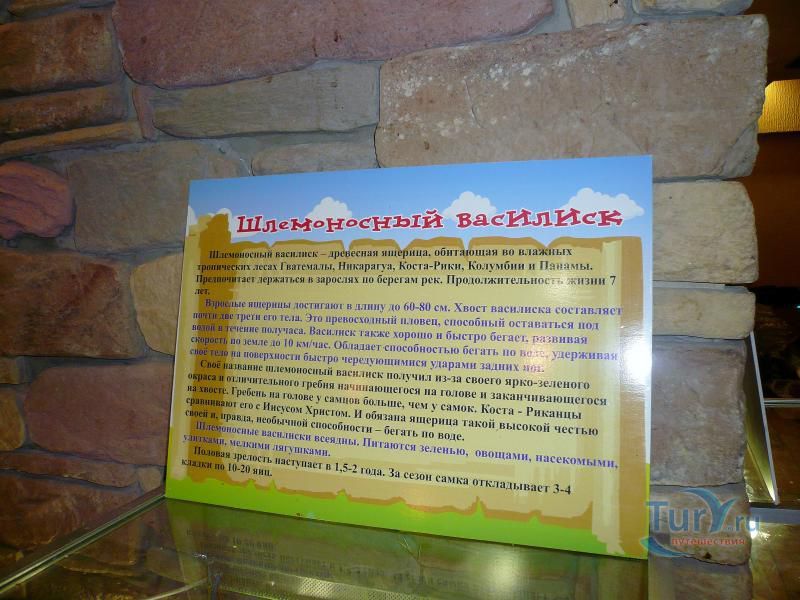 Шлемоносный василиск
Шлемоносный василиск – древесная ящерица, обитающая во влажных
тропических лесах Гватемалы, Никарагуа, Коста-Рики, Колумбии и Панамы.
Предпочитает держаться в зарослях по берегам рек. Продолжительность жизни 7
лет.
Взрослые ящерицы достигают в длину до 60-80 см. Хвост василиска составляет
почти две трети его тела. Это превосходный пловец, способный оставаться под
водой в течение получаса. Василиск также хорошо и быстро бегает, развивая
скорость по земле до 10 км/час. Обладает способностью бегать по воде, удерживая
своё тело на поверхности быстро чередующимися ударами задних ног.
Своё название шлемоносный василиск получил из-за своего ярко-зеленого
окраса и отличительного гребня начинающегося на голове и заканчивающегося
на хвосте. Гребень на голове у самцов больше, чем у самок. Коста - Риканцы
сравнивают его с Иисусом Христом. И обязана ящерица такой высокой честью
своей и, правда, необычной способности – бегать по воде.
Шлемоносные василиски всеядны. Питаются зеленью, овощами, насекомыми,
улитками, мелкими лягушками.
Половая зрелость наступает в 1,5-2 года. За сезон самка откладывает 3-4
кладки по 10-20 яиц.
Tury.ru
путешествия